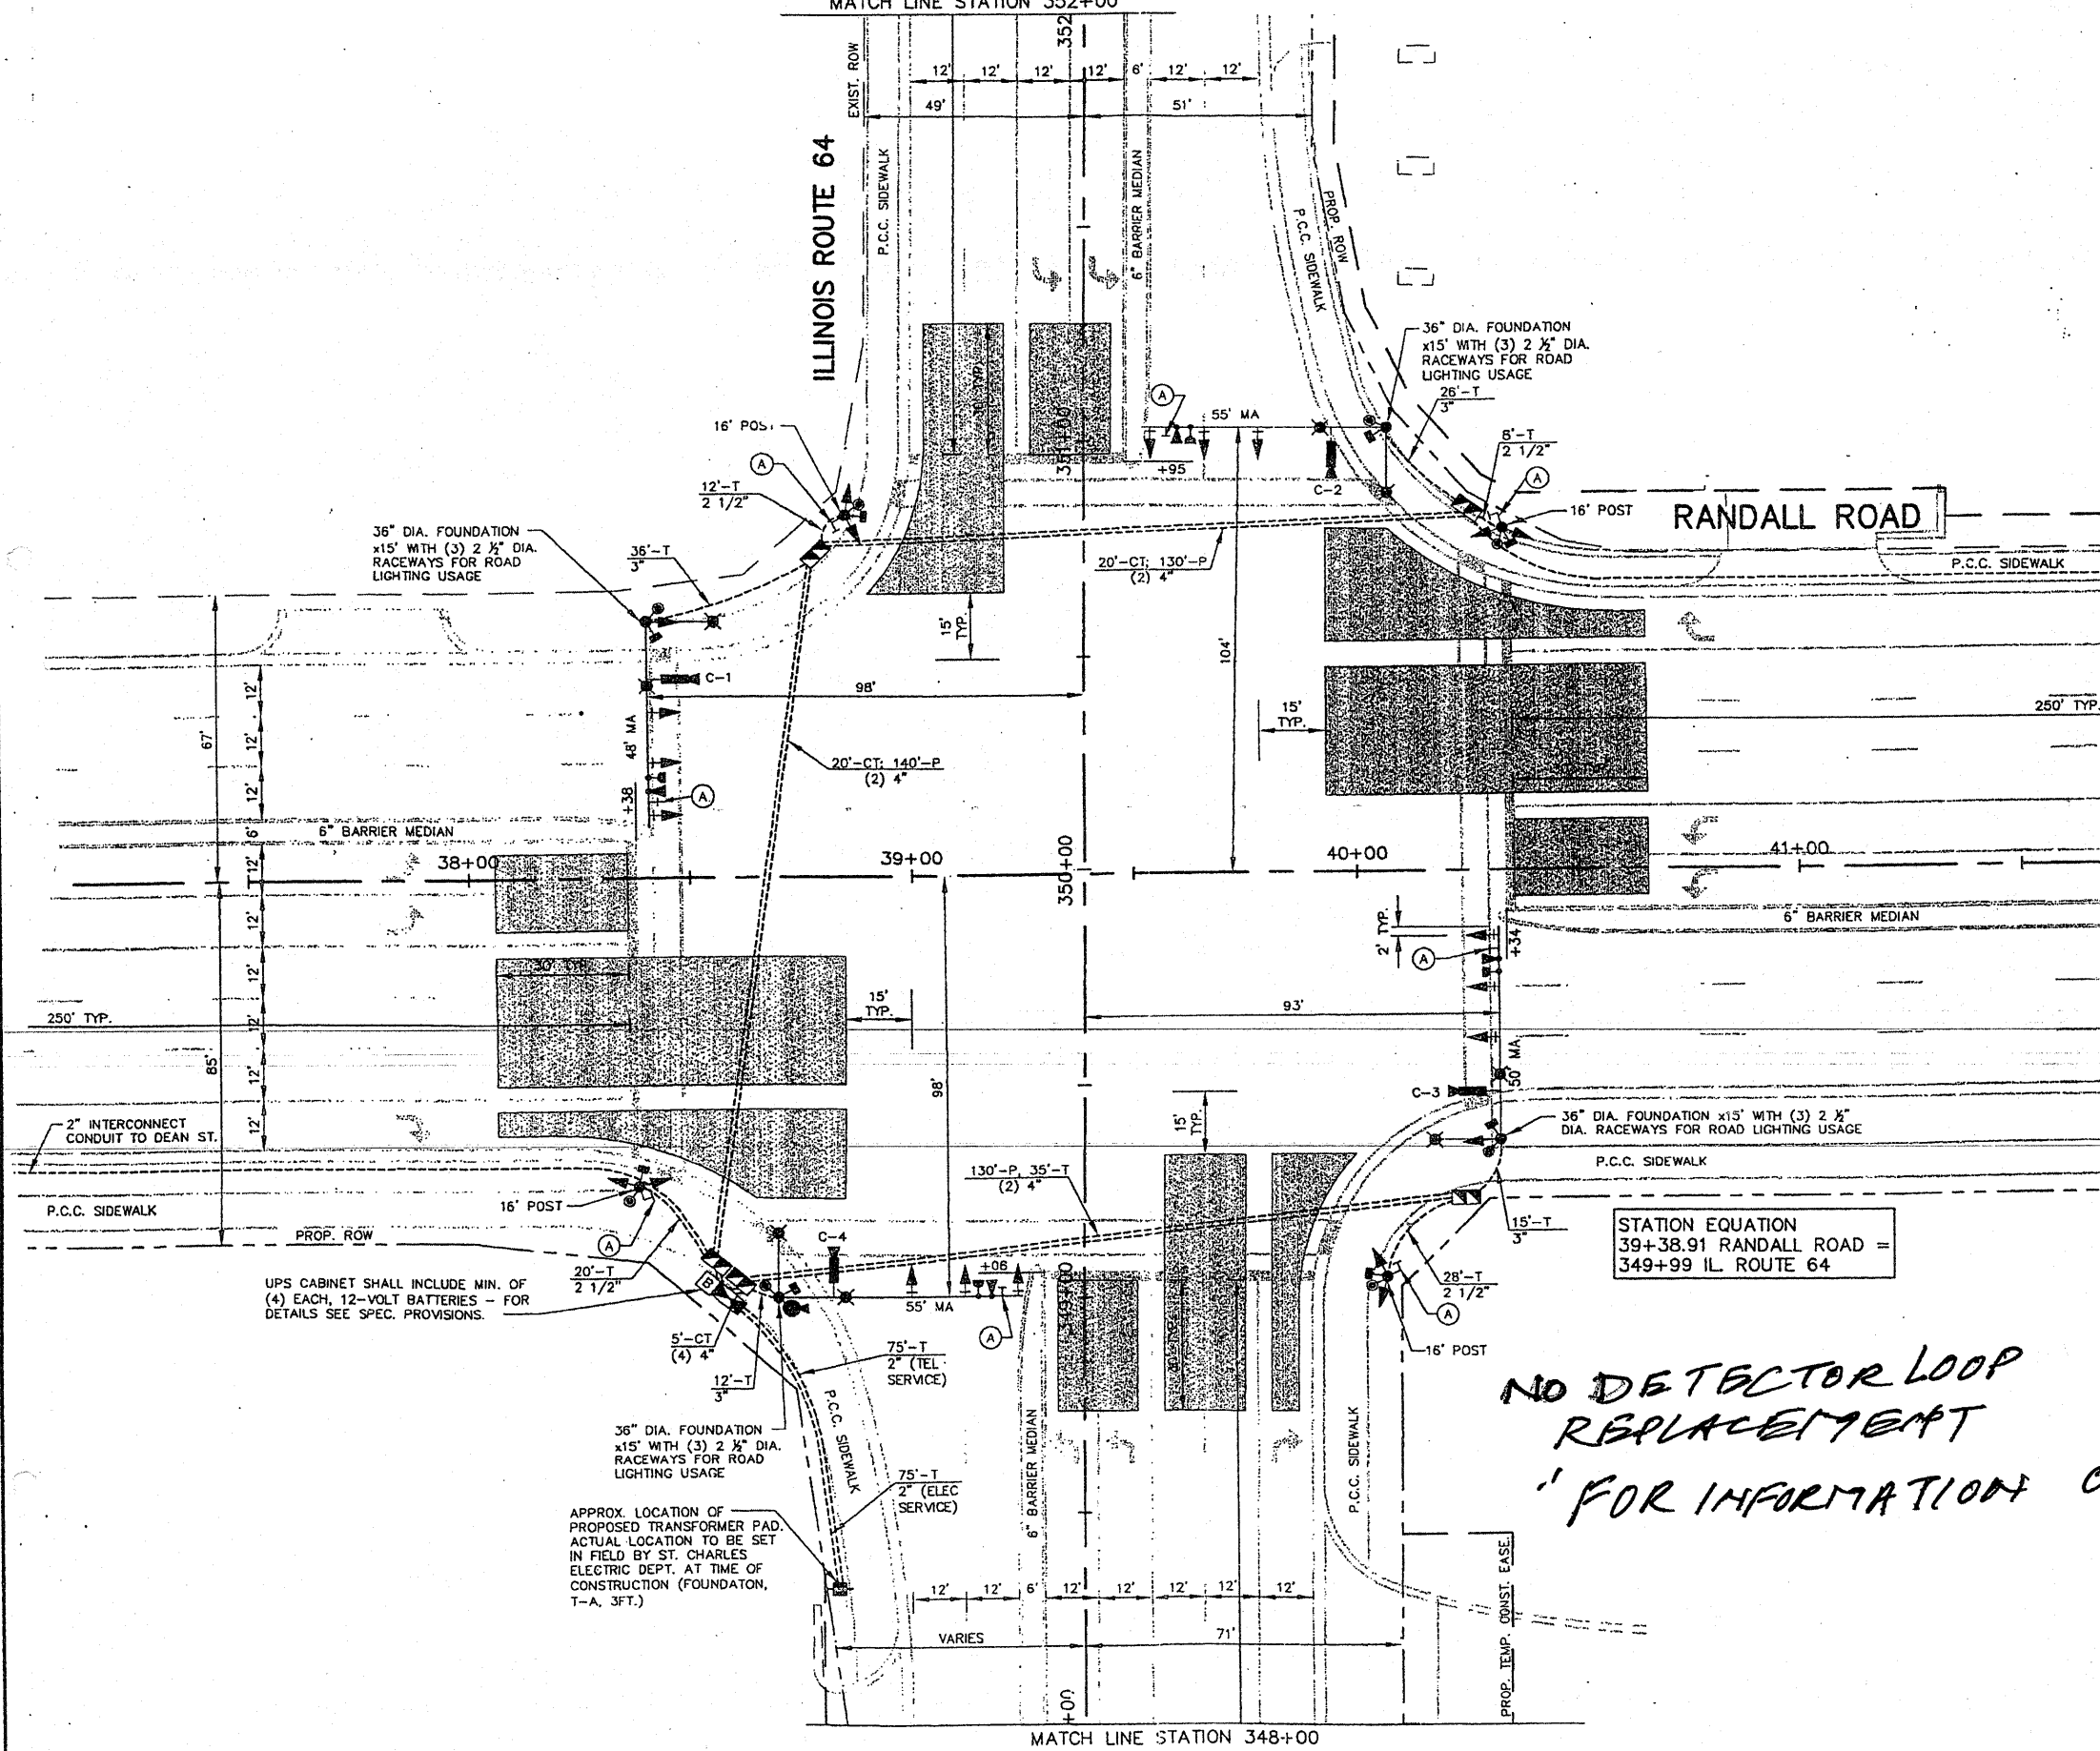 MATCH LINE STATION 352+00
352
EXIST. ROW
12' 12' 12' 12' 6' 12' 12'
49' 51'
ILLINOIS ROUTE 64
P.C.C. SIDEWALK
6" BARRIER MEDIAN
P.C.C. SIDEWALK
PROP. ROW
36" DIA. FOUNDATION
x15' WITH (3) 2 ½" DIA.
RACEWAYS FOR ROAD
LIGHTING USAGE
26'-T
3"
8'-T
2 1/2"
A
16' POST
RANDALL ROAD
P.C.C. SIDEWALK
A
55' MA
+95
C-2
351+00
16' POST
A
12'-T
2 1/2"
36" DIA. FOUNDATION
x15' WITH (3) 2 ½" DIA.
RACEWAYS FOR ROAD
LIGHTING USAGE
36'-T
3"
20'-CT; 130'-P
(2) 4"
15'
TYP.
104'
C-1
98'
48' MA
+38
A
67'
12'
12'
12'
6'
12'
12'
12'
12'
12'
12'
85'
20'-CT; 140'-P
(2) 4"
15'
TYP.
250' TYP.
6" BARRIER MEDIAN
38+00
39+00
350+00
40+00
41+00
6" BARRIER MEDIAN
2' TYP.
A
+34
30' TYP.
15'
TYP.
250' TYP.
93'
98'
50' MA
C-3
15'
TYP.
36" DIA. FOUNDATION x15' WITH (3) 2 ½"
DIA. RACEWAYS FOR ROAD LIGHTING USAGE
P.C.C. SIDEWALK
2" INTERCONNECT
CONDUIT TO DEAN ST.
P.C.C. SIDEWALK
16' POST
PROP. ROW
A
20'-T
2 1/2"
130'-P, 35'-T
(2) 4"
15'-T
3"
STATION EQUATION
39+38.91 RANDALL ROAD =
349+99 IL. ROUTE 64
28'-T
2 1/2"
A
16' POST
UPS CABINET SHALL INCLUDE MIN. OF
(4) EACH, 12-VOLT BATTERIES - FOR
DETAILS SEE SPEC. PROVISIONS.
B
C-4
+06
55' MA
A
349+00
5'-CT
(4) 4"
12'-T
3"
75'-T
2" (TEL
SERVICE)
P.C.C. SIDEWALK
36" DIA. FOUNDATION
x15' WITH (3) 2 ½" DIA.
RACEWAYS FOR ROAD
LIGHTING USAGE
75'-T
2" (ELEC
SERVICE)
6" BARRIER MEDIAN
P.C.C. SIDEWALK
NO DETECTOR LOOP
REPLACEMENT
FOR INFORMATION
APPROX. LOCATION OF
PROPOSED TRANSFORMER PAD.
ACTUAL LOCATION TO BE SET
IN FIELD BY ST. CHARLES
ELECTRIC DEPT. AT TIME OF
CONSTRUCTION (FOUNDATON,
T-A, 3FT.)
12' 12' 6' 12' 12' 12' 12' 12'
VARIES 71'
PROP. TEMP. CONST. EASE.
+00
MATCH LINE STATION 348+00